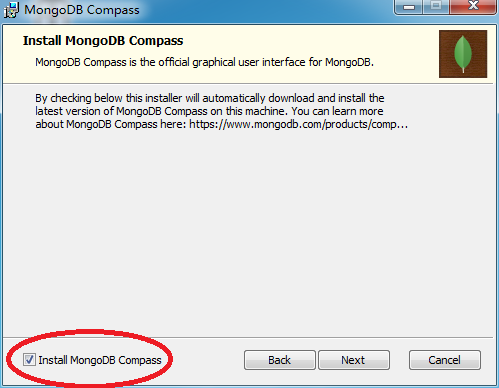 MongoDB Compass
Install MongoDB Compass
MongoDB Compass is the official graphical user interface for MongoDB.
By checking below this installer will automatically download and install the
latest version of MongoDB Compass on this machine. You can learn more
about MongoDB Compass here: https://www.mongodb.com/products/comp...
Install MongoDB Compass
Back
Next
Cancel